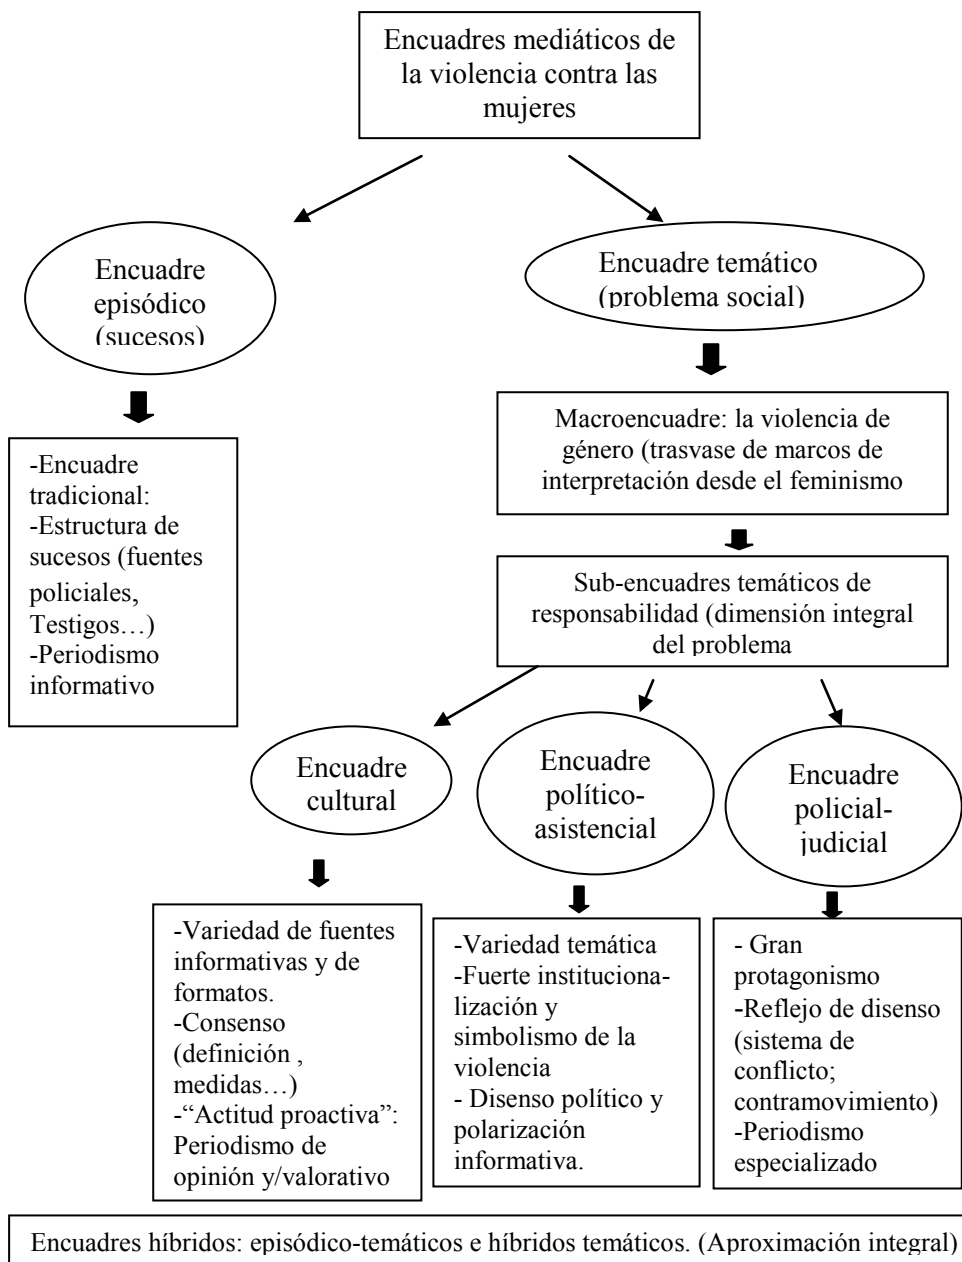 Encuadres mediáticos de
la violencia contra las
mujeres
Encuadre
episódico
(sucesos)
Encuadre temático
(problema social)
-Encuadre
tradicional:
-Estructura de
sucesos (fuentes
policiales,
Testigos…)
-Periodismo
informativo
Macroencuadre: la violencia de
género (trasvase de marcos de
interpretación desde el feminismo
Sub-encuadres temáticos de
responsabilidad (dimensión integral
del problema
Encuadre
cultural
Encuadre
político-
asistencial
Encuadre
policial-
judicial
-Variedad de fuentes
informativas y de
formatos.
-Consenso
(definición ,
medidas…)
-“Actitud proactiva”:
Periodismo de
opinión y/valorativo
-Variedad temática
-Fuerte instituciona-
lización y
simbolismo de la
violencia
- Disenso político y
polarización
informativa.
- Gran
protagonismo
-Reflejo de disenso
(sistema de
conflicto;
contramovimiento)
-Periodismo
especializado
Encuadres híbridos: episódico-temáticos e híbridos temáticos. (Aproximación integral)